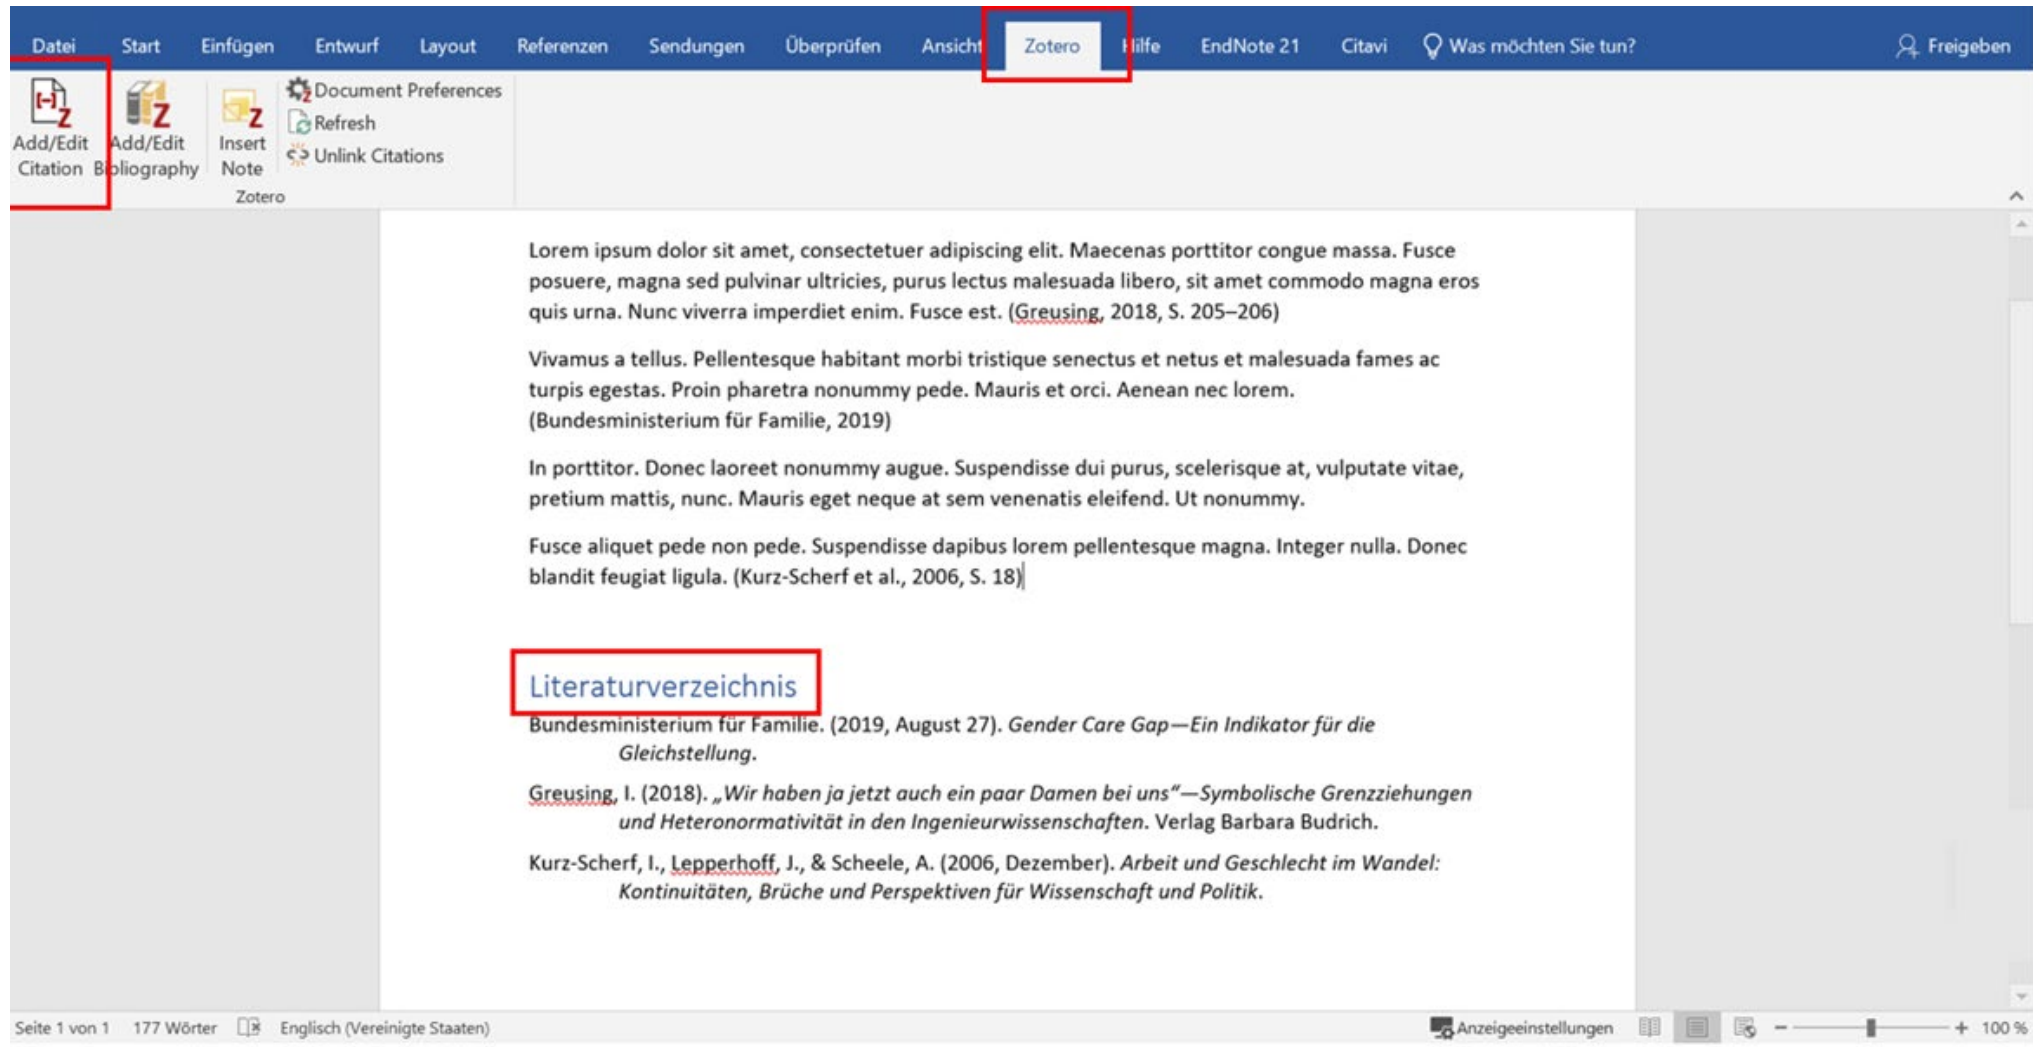 Datei Start Einfügen Entwurf Layout Referenzen Sendungen Überprüfen Ansicht Zotero Hilfe EndNote 21 Citavi Was möchten Sie tun? Freigeben
Add/Edit Citation
Add/Edit Bibliography
Insert Note
Document Preferences
Refresh
Unlink Citations
Zotero
Lorem ipsum dolor sit amet, consectetuer adipiscing elit. Maecenas porttitor congue massa. Fusce
posuere, magna sed pulvinar ultricies, purus lectus malesuada libero, sit amet commodo magna eros
quis urna. Nunc viverra imperdiet enim. Fusce est. (Greusing, 2018, S. 205–206)
Vivamus a tellus. Pellentesque habitant morbi tristique senectus et netus et malesuada fames ac
turpis egestas. Proin pharetra nonummy pede. Mauris et orci. Aenean nec lorem.
(Bundesministerium für Familie, 2019)
In porttitor. Donec laoreet nonummy augue. Suspendisse dui purus, scelerisque at, vulputate vitae,
pretium mattis, nunc. Mauris eget neque at sem venenatis eleifend. Ut nonummy.
Fusce aliquet pede non pede. Suspendisse dapibus lorem pellentesque magna. Integer nulla. Donec
blandit feugiat ligula. (Kurz-Scherf et al., 2006, S. 18)
Literaturverzeichnis
Bundesministerium für Familie. (2019, August 27). Gender Care Gap—Ein Indikator für die
Gleichstellung.
Greusing, I. (2018). „Wir haben ja jetzt auch ein paar Damen bei uns“—Symbolische Grenzziehungen
und Heteronormativität in den Ingenieurwissenschaften. Verlag Barbara Budrich.
Kurz-Scherf, I., Lepperhoff, J., & Scheele, A. (2006, Dezember). Arbeit und Geschlecht im Wandel:
Kontinuitäten, Brüche und Perspektiven für Wissenschaft und Politik.
Seite 1 von 1 177 Wörter Englisch (Vereinigte Staaten) Anzeigeeinstellungen 100 %